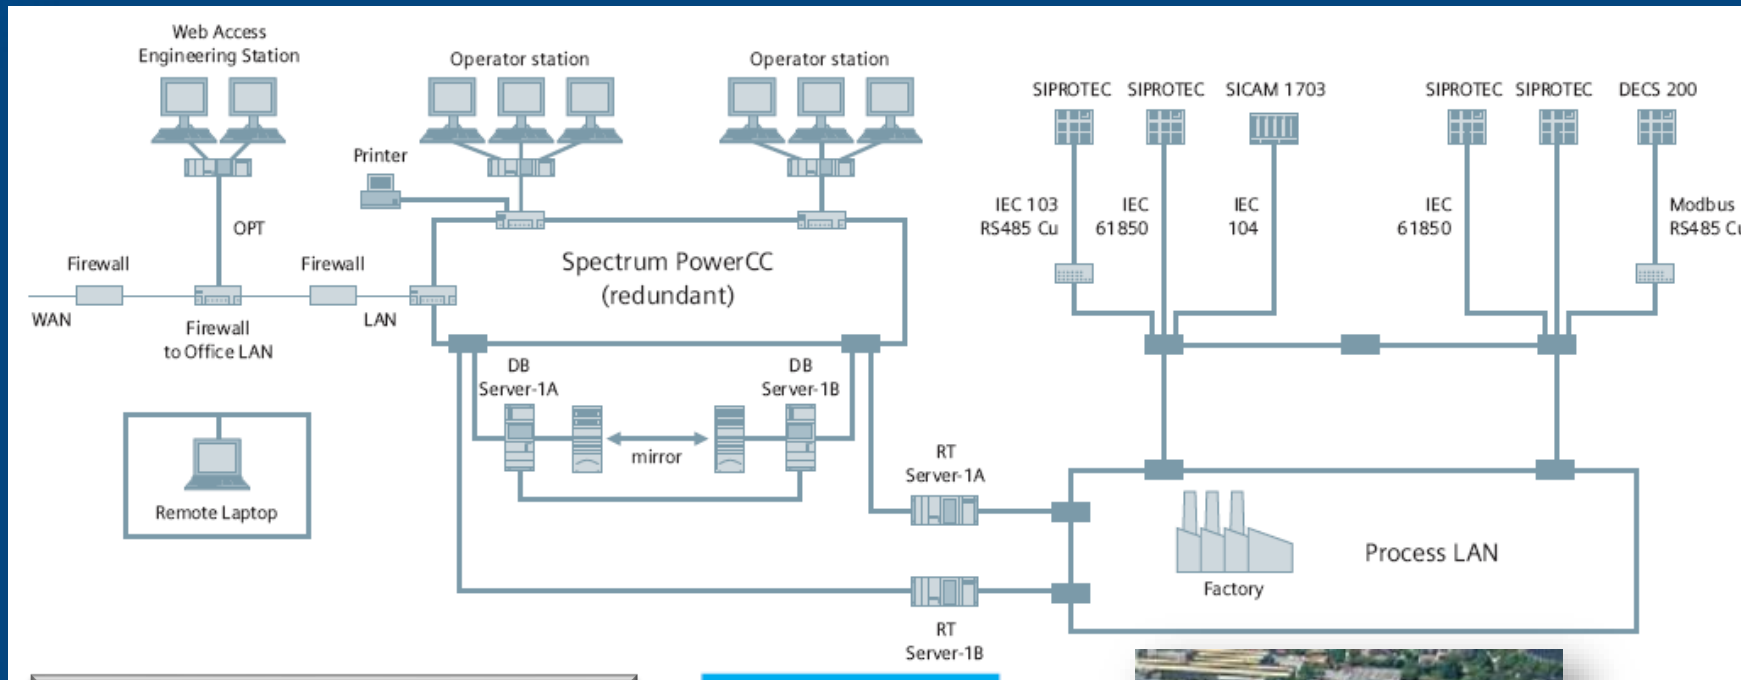 Web Access
Engineering Station
Operator station
Operator station
SIPROTEC
SIPROTEC
SICAM 1703
SIPROTEC
SIPROTEC
DECS 200
Printer
IEC 103
RS485 Cu
IEC
61850
IEC
104
IEC
61850
Modbus
RS485 Cu
OPT
Firewall
Firewall
Spectrum PowerCC
(redundant)
WAN
Firewall
to Office LAN
LAN
DB
Server-1A
DB
Server-1B
mirror
RT
Server-1A
Remote Laptop
Process LAN
Factory
RT
Server-1B